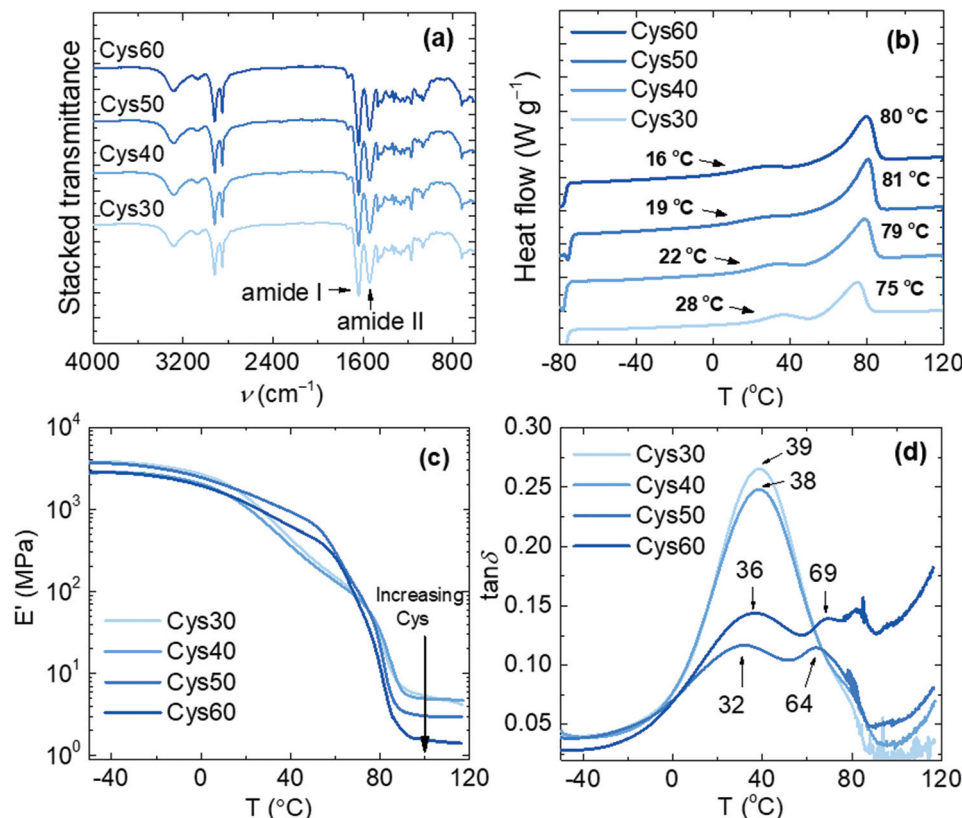 (a)
Cys60
Cys50
Cys40
Cys30
amide I
amide II
Stacked transmittance
4000 3200 2400 1600 800
ν (cm⁻¹)
(b)
Cys60
Cys50
Cys40
Cys30
80 °C
16 °C
81 °C
19 °C
79 °C
22 °C
75 °C
28 °C
Heat flow (W g⁻¹)
-80 -40 0 40 80 120
T (°C)
(c)
10⁴
10³
10²
10¹
10⁰
E' (MPa)
Increasing
Cys
Cys30
Cys40
Cys50
Cys60
-40 0 40 80 120
T (°C)
(d)
0.30
0.25
0.20
0.15
0.10
0.05
tanδ
Cys30
Cys40
Cys50
Cys60
39
38
36
69
32
64
-40 0 40 80 120
T (°C)